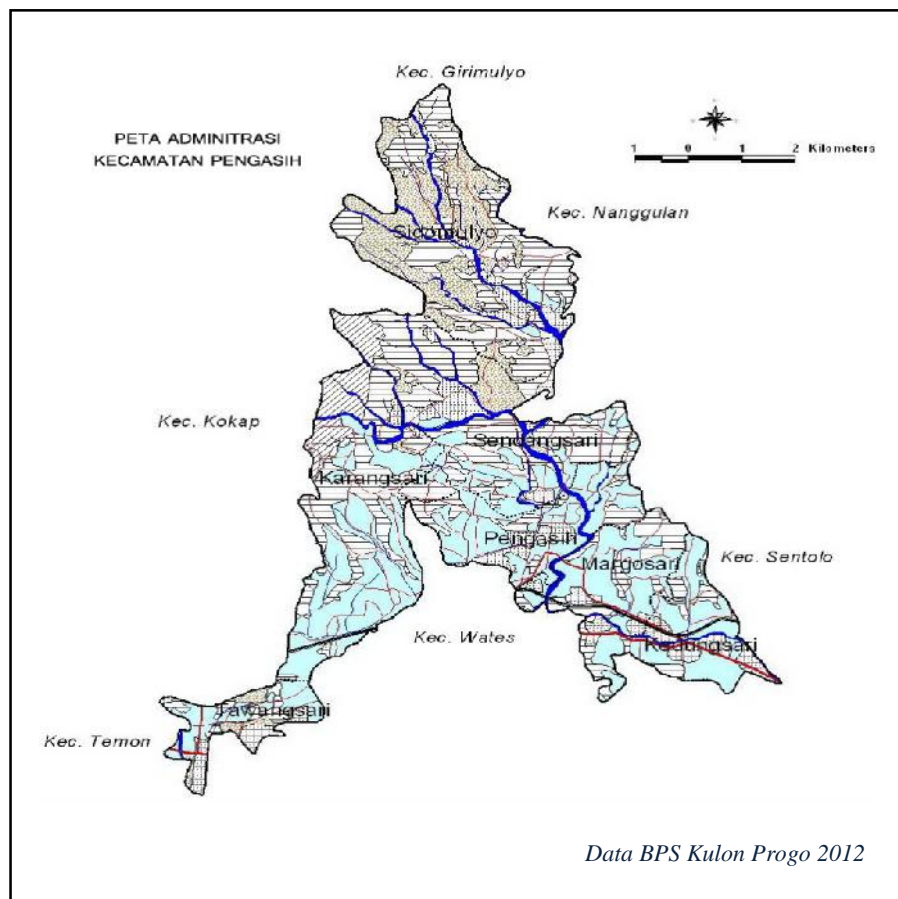 Kec. Girimulyo
PETA ADMINITRASI
KECAMATAN PENGASIH
1 0 1 2 Kilometers
Kec. Nanggulan
Sidomulyo
Kec. Kokap
Sendangsari
Karangsari
Pengasih
Margosari
Kec. Sentolo
Kec. Wates
Kedungsari
Tawangsari
Kec. Temon
Data BPS Kulon Progo 2012